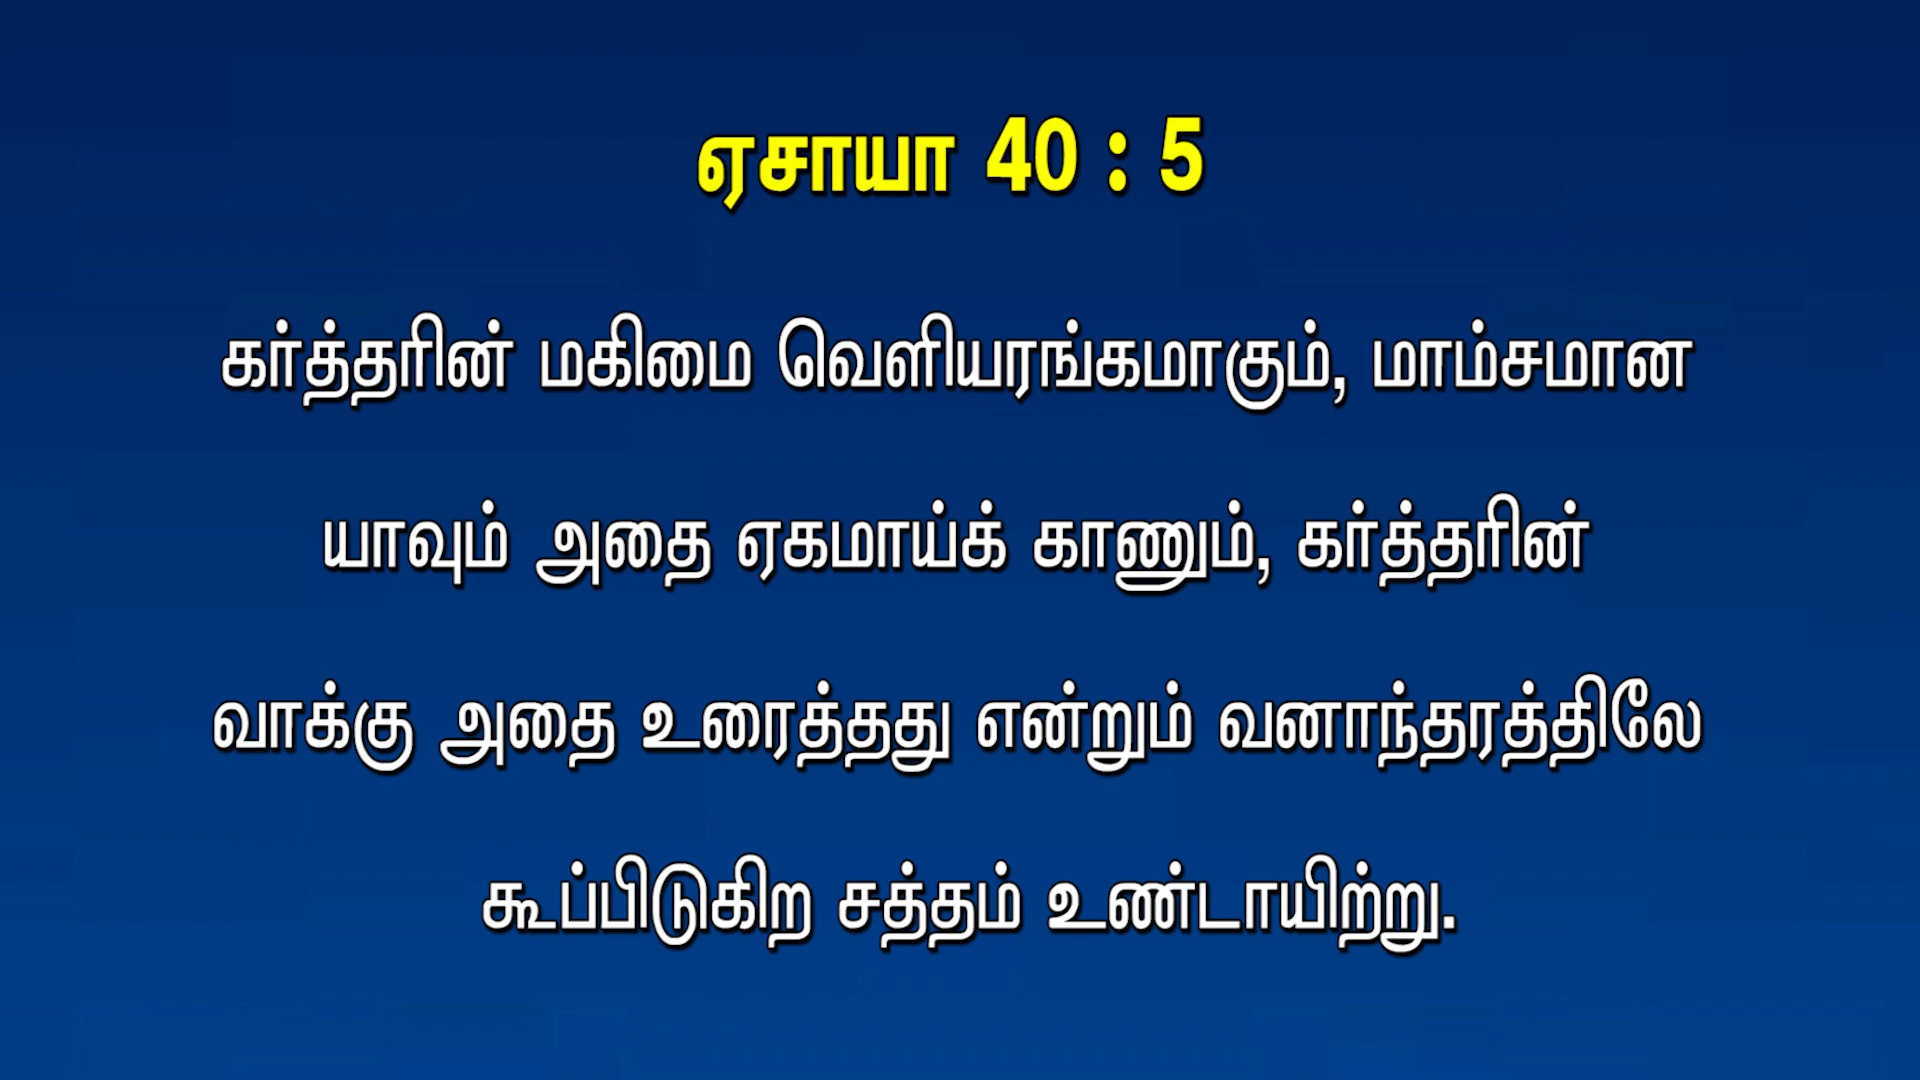 ஏசாயா 40 : 5
கர்த்தரின் மகிமை வெளியரங்கமாகும், மாம்சமான
யாவும் அதை ஏகமாய்க் காணும், கர்த்தரின்
வாக்கு அதை உரைத்தது என்றும் வனாந்தரத்திலே
கூப்பிடுகிற சத்தம் உண்டாயிற்று.